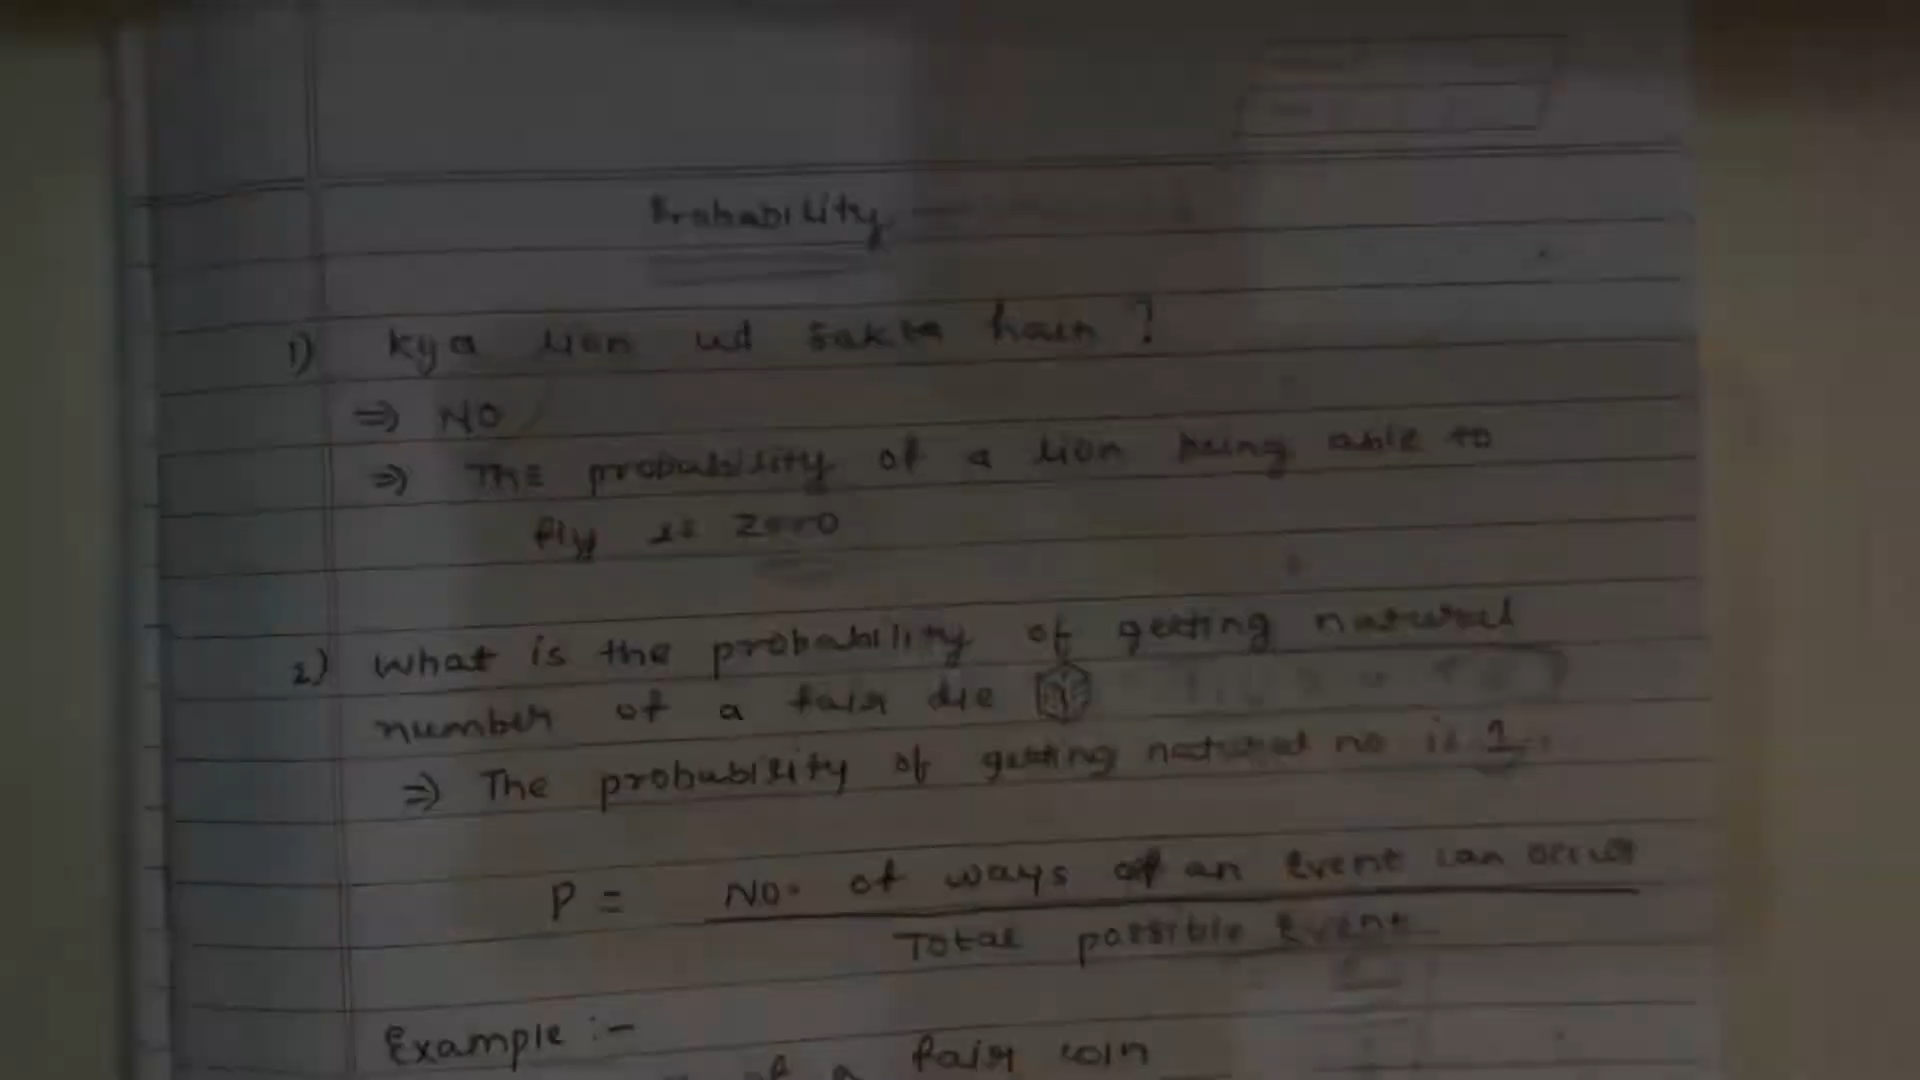 Probability
1) kya lion ud sakta hain ?
⇒ NO
⇒ The probability of a lion being able to
fly is zero
2) What is the probability of getting natural
number of a fair die
⇒ The probability of getting natural no is 1
P = No. of ways of an event can occur
Total possible event
Example :-
of a fair coin